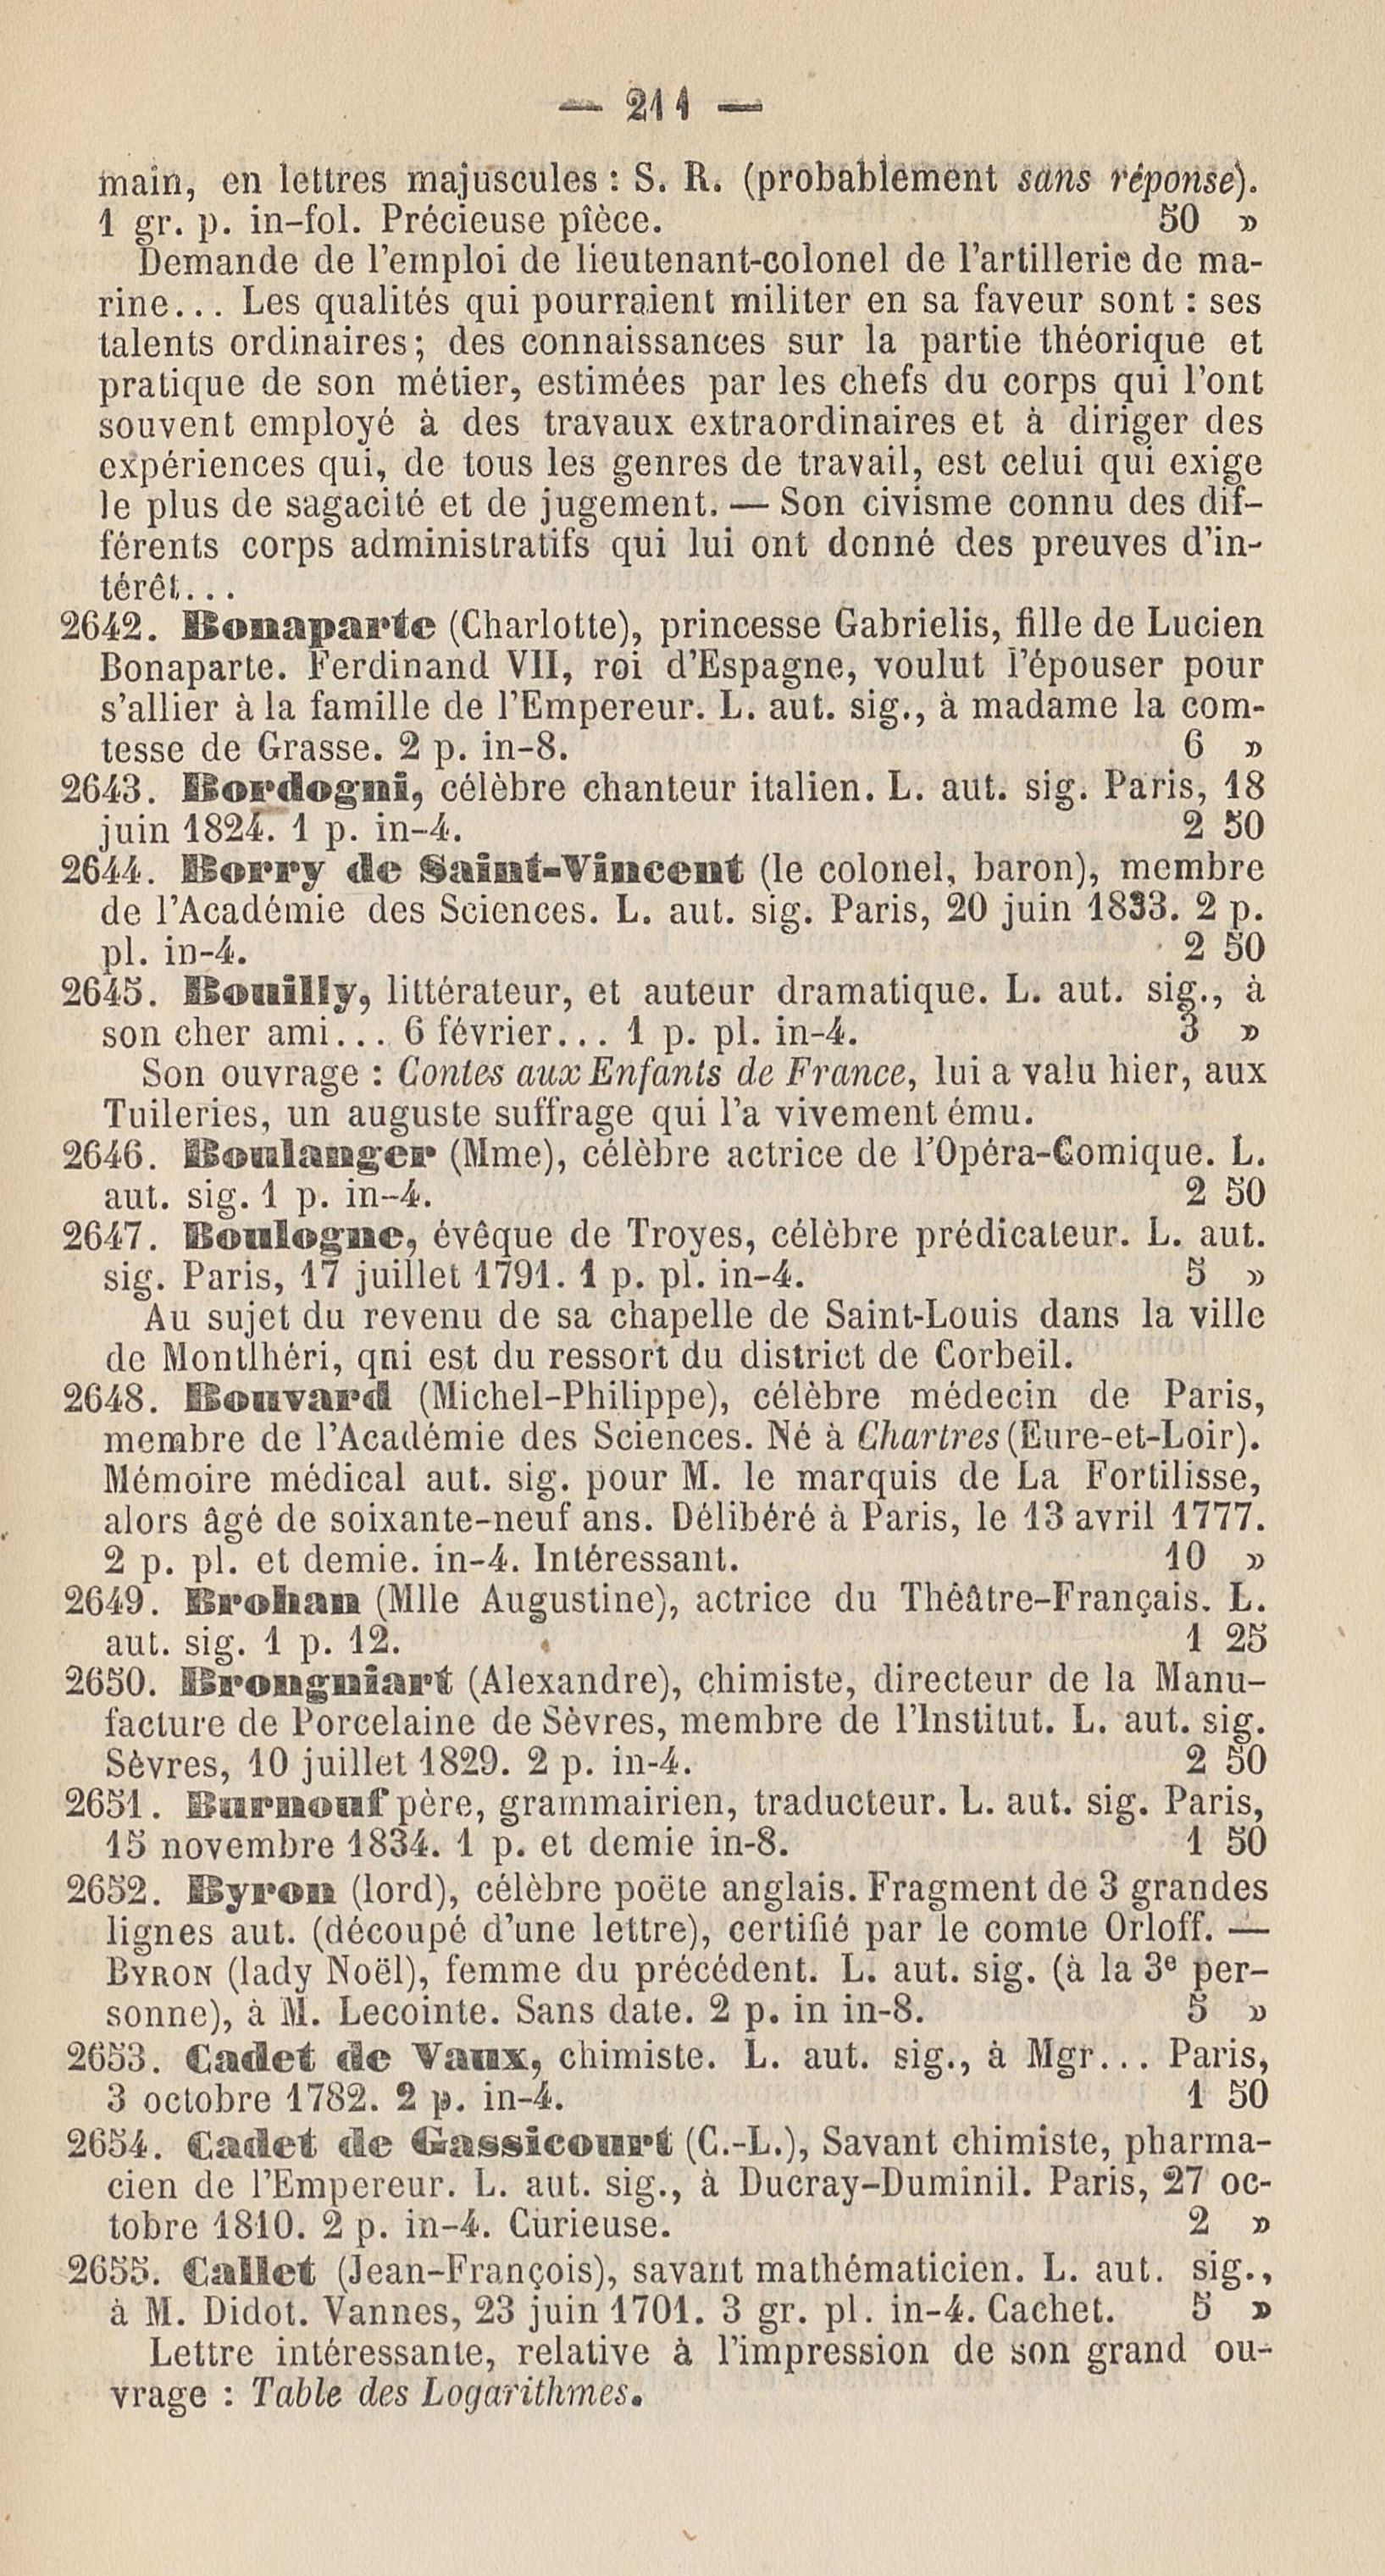 — 211 —
main, en lettres majuscules : S. R. (probablement sans réponse).
1 gr. p. in-fol. Précieuse pîèce. 50 »
Demande de l'emploi de lieutenant-colonel de l'artillerie de ma-
rine... Les qualités qui pourraient militer en sa faveur sont : ses
talents ordinaires; des connaissances sur la partie théorique et
pratique de son métier, estimées par les chefs du corps qui l'ont
souvent employé à des travaux extraordinaires et à diriger des
expériences qui, de tous les genres de travail, est celui qui exige
le plus de sagacité et de jugement. — Son civisme connu des dif-
férents corps administratifs qui lui ont donné des preuves d'in-
térêt...
2642. Bonaparte (Charlotte), princesse Gabrielis, fille de Lucien
Bonaparte. Ferdinand VII, roi d'Espagne, voulut l'épouser pour
s'allier à la famille de l'Empereur. L. aut. sig., à madame la com-
tesse de Grasse. 2 p. in-8. 6 »
2643. Bordogni, célèbre chanteur italien. L. aut. sig. Paris, 18
juin 1824. 1 p. in-4. 2 50
2644. Borry de Saint-Vincent (le colonel, baron), membre
de l'Académie des Sciences. L. aut. sig. Paris, 20 juin 1833. 2 p.
pl. in-4. 2 50
2645. Bouilly, littérateur, et auteur dramatique. L. aut. sig., à
son cher ami... 6 février... 1 p. pl. in-4. 3 »
Son ouvrage : Contes aux Enfants de France, lui a valu hier, aux
Tuileries, un auguste suffrage qui l'a vivement ému.
2646. Boulanger (Mme), célèbre actrice de l'Opéra-Comique. L.
aut. sig. 1 p. in-4. 2 50
2647. Boulogne, évêque de Troyes, célèbre prédicateur. L. aut.
sig. Paris, 17 juillet 1791. 1 p. pl. in-4. 5 »
Au sujet du revenu de sa chapelle de Saint-Louis dans la ville
de Montlhéri, qni est du ressort du district de Corbeil.
2648. Bouvard (Michel-Philippe), célèbre médecin de Paris,
membre de l'Académie des Sciences. Né à Chartres (Eure-et-Loir).
Mémoire médical aut. sig. pour M. le marquis de La Fortilisse,
alors âgé de soixante-neuf ans. Délibéré à Paris, le 13 avril 1777.
2 p. pl. et demie. in-4. Intéressant. 10 »
2649. Brohan (Mlle Augustine), actrice du Théâtre-Français. L.
aut. sig. 1 p. 12. 1 25
2650. Brongniart (Alexandre), chimiste, directeur de la Manu-
facture de Porcelaine de Sèvres, membre de l'Institut. L. aut. sig.
Sèvres, 10 juillet 1829. 2 p. in-4. 2 50
2651. Burnouf père, grammairien, traducteur. L. aut. sig. Paris,
15 novembre 1834. 1 p. et demie in-8. 1 50
2652. Byron (lord), célèbre poëte anglais. Fragment de 3 grandes
lignes aut. (découpé d'une lettre), certifié par le comte Orloff. —
BYRON (lady Noël), femme du précédent. L. aut. sig. (à la 3e per-
sonne), à M. Lecointe. Sans date. 2 p. in in-8. 5 »
2653. Cadet de Vaux, chimiste. L. aut. sig., à Mgr... Paris,
3 octobre 1782. 2 p. in-4. 1 50
2654. Cadet de Gassicourt (C.-L.), Savant chimiste, pharma-
cien de l'Empereur. L. aut. sig., à Ducray-Duminil. Paris, 27 oc-
tobre 1810. 2 p. in-4. Curieuse. 2 »
2655. Callet (Jean-François), savant mathématicien. L. aut. sig.,
à M. Didot. Vannes, 23 juin 1701. 3 gr. pl. in-4. Cachet. 5 »
Lettre intéressante, relative à l'impression de son grand ou-
vrage : Table des Logarithmes.